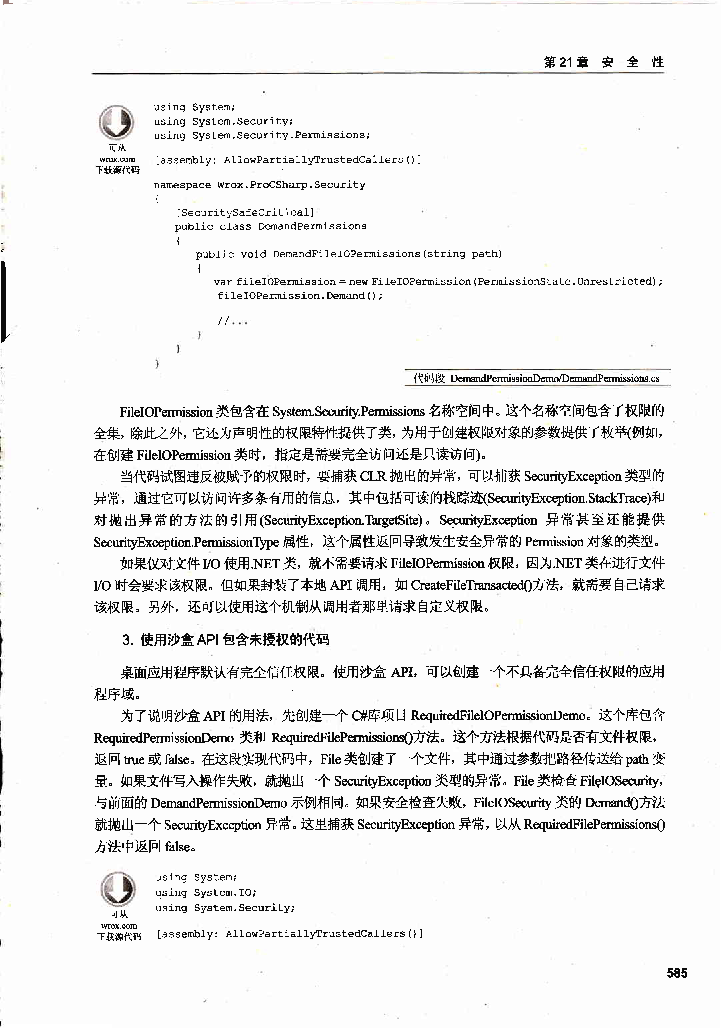 第21章 安 全 性
using System;
using System.Security;
using System.Security.Permissions;
可从
wrox.com
下载源代码
[assembly: AllowPartiallyTrustedCallers()]
namespace Wrox.ProCSharp.Security
{
[SecuritySafeCritical]
public class DemandPermissions
{
public void DemandFileIOPermissions(string path)
{
var fileIOPermission = new FileIOPermission(PermissionState.Unrestricted);
fileIOPermission.Demand();
//...
}
}
}
代码段 DemandPermissionDemo/DemandPermissions.cs
FileIOPermission 类包含在 System.Security.Permissions 名称空间中。这个名称空间包含了权限的
全集，除此之外，它还为声明性的权限特性提供了类，为用于创建权限对象的参数提供了枚举(例如，
在创建 FileIOPermission 类时，指定是需要完全访问还是只读访问)。
当代码试图违反被赋予的权限时，要捕获 CLR 抛出的异常，可以捕获 SecurityException 类型的
异常，通过它可以访问许多条有用的信息，其中包括可读的栈踪迹(SecurityException.StackTrace)和
对抛出异常的方法的引用(SecurityException.TargetSite)。SecurityException 异常甚至还能提供
SecurityException.PermissionType 属性，这个属性返回导致发生安全异常的 Permission 对象的类型。
如果仅对文件 I/O 使用.NET 类，就不需要请求 FileIOPermission 权限，因为.NET 类在进行文件
I/O 时会要求该权限。但如果封装了本地 API 调用，如 CreateFileTransacted()方法，就需要自己请求
该权限。另外，还可以使用这个机制从调用者那里请求自定义权限。
3. 使用沙盒 API 包含未授权的代码
桌面应用程序默认有完全信任权限。使用沙盒 API，可以创建一个不具备完全信任权限的应用
程序域。
为了说明沙盒 API 的用法，先创建一个 C#库项目 RequiredFileIOPermissionDemo。这个库包含
RequiredPermissionDemo 类和 RequiredFilePermissions()方法。这个方法根据代码是否有文件权限，
返回 true 或 false。在这段实现代码中，File 类创建了一个文件，其中通过参数把路径传送给 path 变
量。如果文件写入操作失败，就抛出一个 SecurityException 类型的异常。File 类检查 FileIOSecurity，
与前面的 DemandPermissionDemo 示例相同。如果安全检查失败，FileIOSecurity 类的 Demand()方法
就抛出一个 SecurityException 异常。这里捕获 SecurityException 异常，以从 RequiredFilePermissions()
方法中返回 false。
using System;
using System.IO;
using System.Security;
可从
wrox.com
下载源代码
[assembly: AllowPartiallyTrustedCallers()]
585